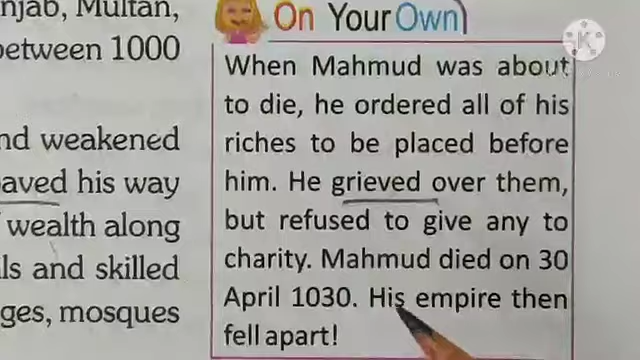 njab, Multan,
between 1000
nd weakened
aved his way
wealth along
ls and skilled
ges, mosques
On Your Own
When Mahmud was about
to die, he ordered all of his
riches to be placed before
him. He grieved over them,
but refused to give any to
charity. Mahmud died on 30
April 1030. His empire then
fell apart!
K